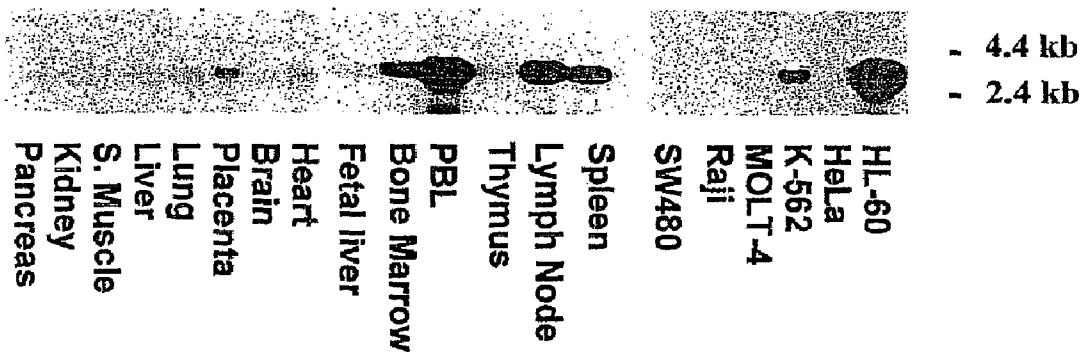 - 4.4 kb
- 2.4 kb
Pancreas
Kidney
S. Muscle
Liver
Lung
Placenta
Brain
Heart
Fetal liver
Bone Marrow
PBL
Thymus
Lymph Node
Spleen
SW480
Raji
MOLT-4
K-562
HeLa
HL-60